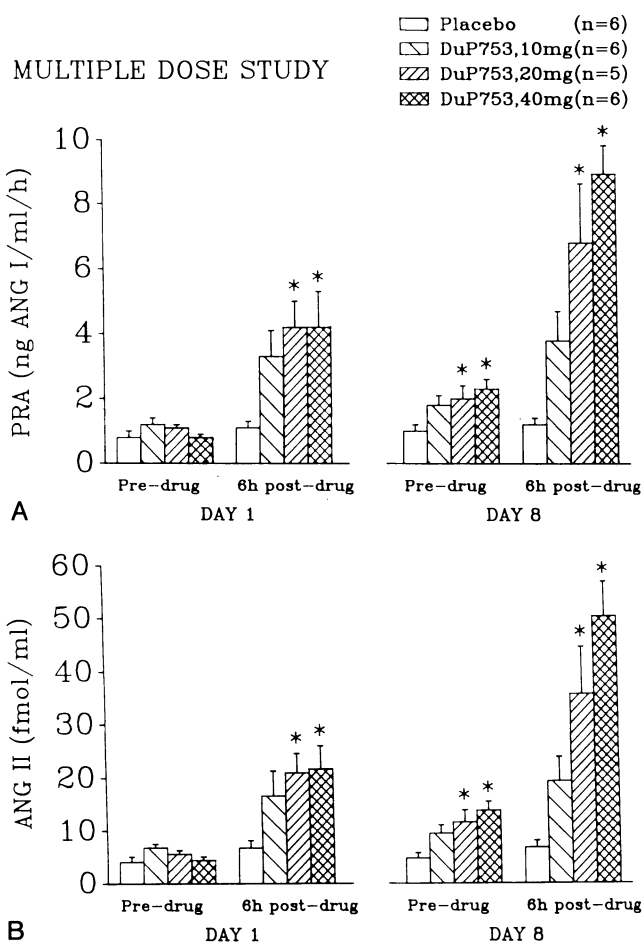 Placebo (n=6)
DuP753,10mg(n=6)
MULTIPLE DOSE STUDY
DuP753,20mg(n=5)
DuP753,40mg(n=6)
PRA (ng ANG I/ml/h)
10
8
6
4
2
0
* * * * * *
Pre-drug 6h post-drug Pre-drug 6h post-drug
A DAY 1 DAY 8
ANG II (fmol/ml)
60
50
40
30
20
10
0
* * * * * *
Pre-drug 6h post-drug Pre-drug 6h post-drug
B DAY 1 DAY 8